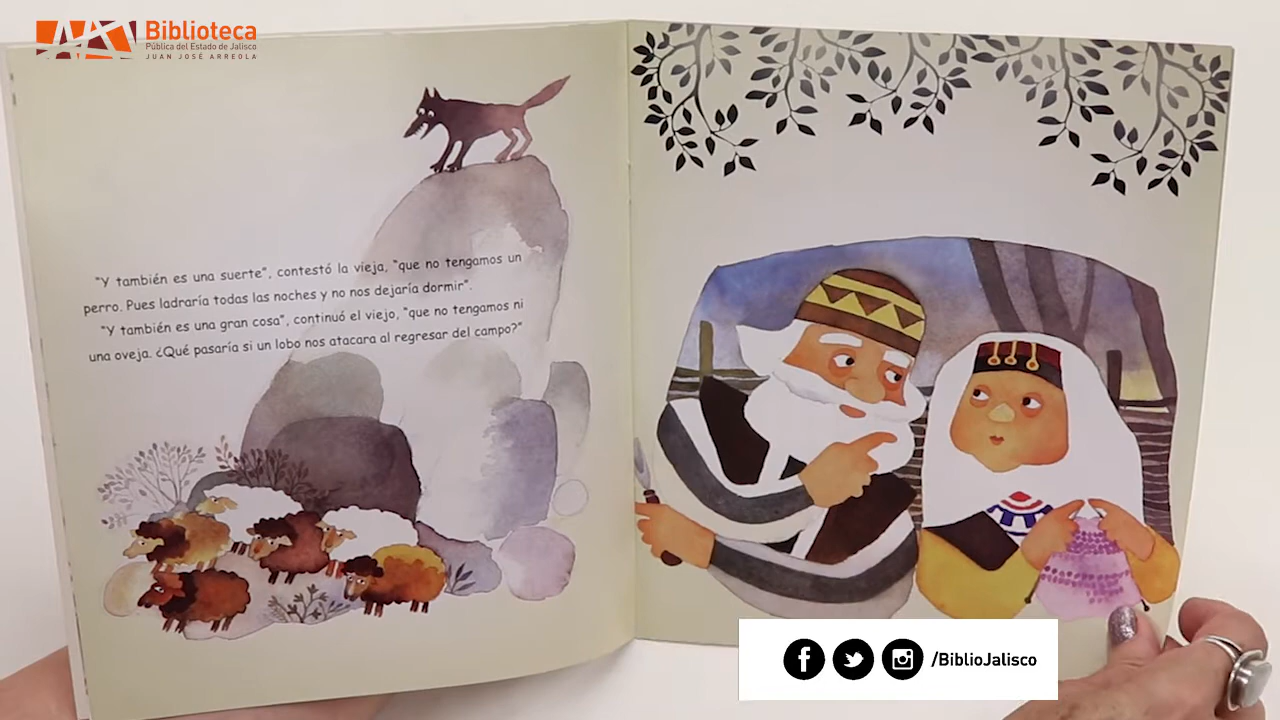 Biblioteca
Pública del Estado de Jalisco
JUAN JOSÉ ARREOLA
"Y también es una suerte", contestó la vieja, "que no tengamos un
perro. Pues ladraría todas las noches y no nos dejaría dormir".
"Y también es una gran cosa", continuó el viejo, "que no tengamos ni
una oveja. ¿Qué pasaría si un lobo nos atacara al regresar del campo?"
/BiblioJalisco